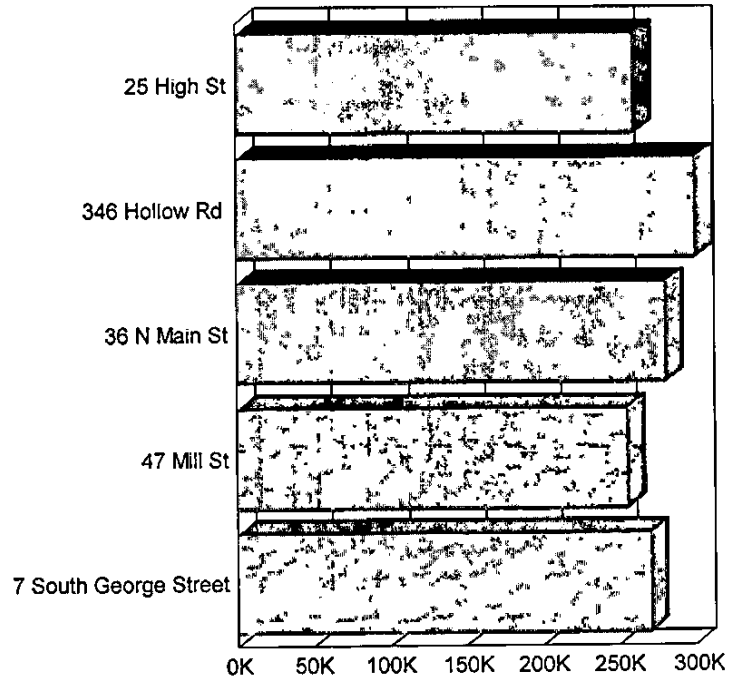 25 High St
346 Hollow Rd
36 N Main St
47 Mill St
7 South George Street
0K 50K 100K 150K 200K 250K 300K